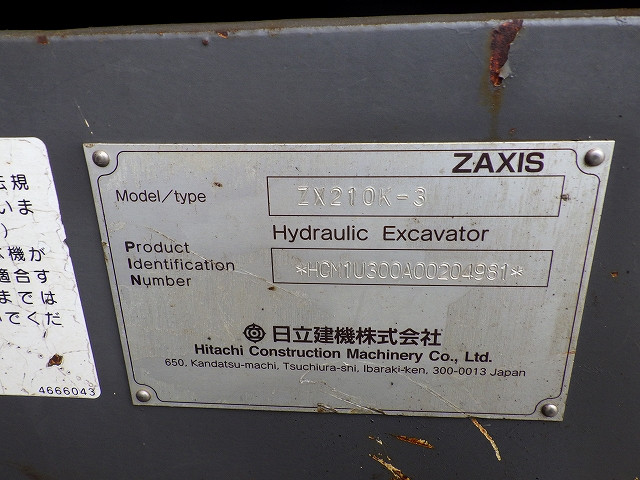 法規
いま
)
機が
適合す
までは
でくだ
4666043
ZAXIS
Model/type ZX210K-3
Hydraulic Excavator
Product
Identification
Number
*HCM1U300A00204981*
日立建機株式会社
Hitachi Construction Machinery Co., Ltd.
650, Kandatsu-machi, Tsuchiura-shi, Ibaraki-ken, 300-0013 Japan